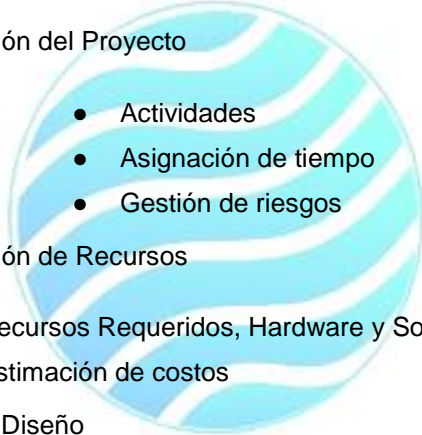 ón del Proyecto
● Actividades
● Asignación de tiempo
● Gestión de riesgos
ón de Recursos
ecursos Requeridos, Hardware y So
stimación de costos
Diseño